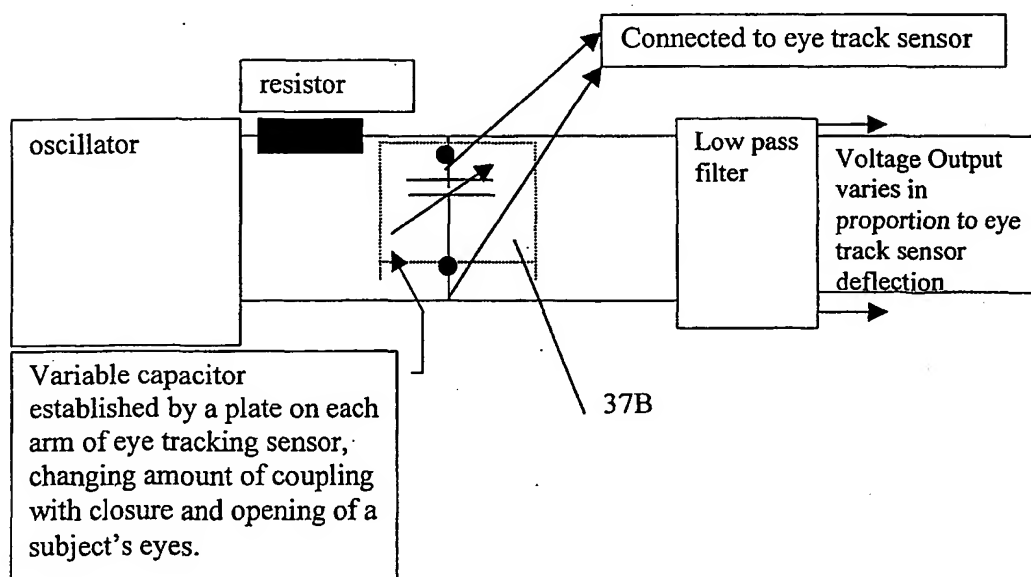 Connected to eye track sensor
resistor
oscillator
Low pass
filter
Voltage Output
varies in
proportion to eye
track sensor
deflection
Variable capacitor
established by a plate on each
arm of eye tracking sensor,
changing amount of coupling
with closure and opening of a
subject's eyes.
37B